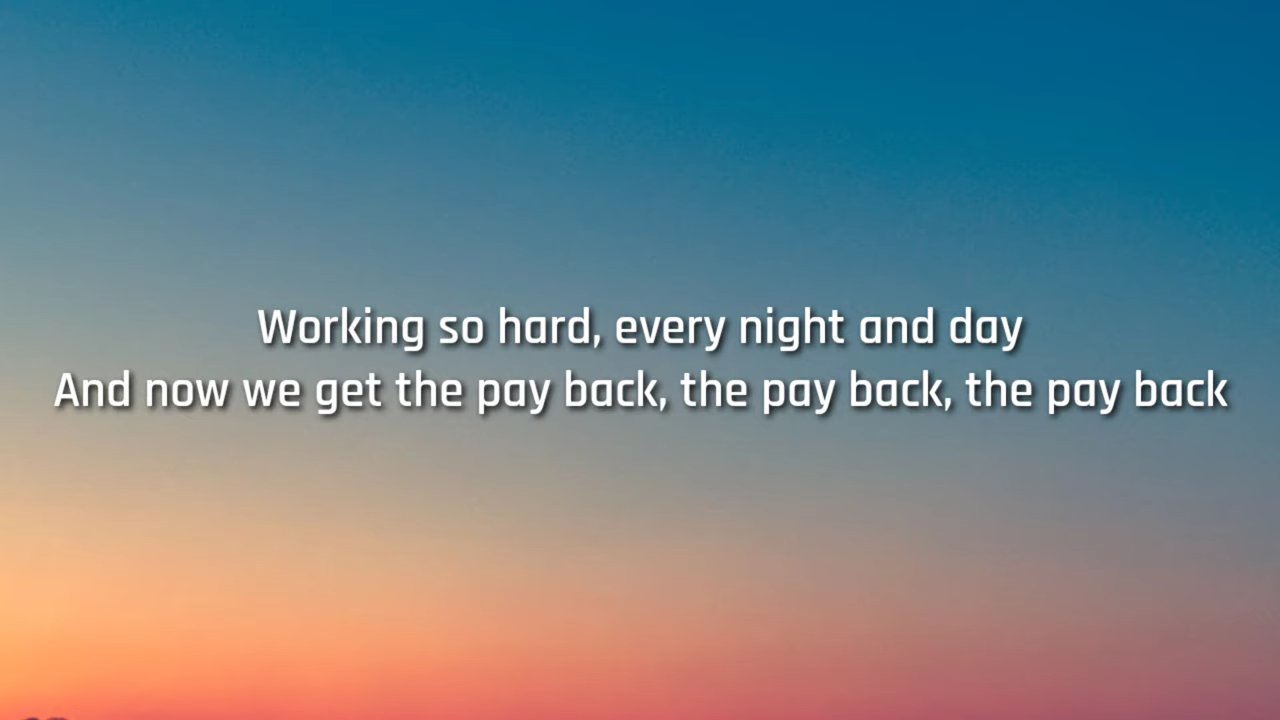 Working so hard, every night and day
And now we get the pay back, the pay back, the pay back